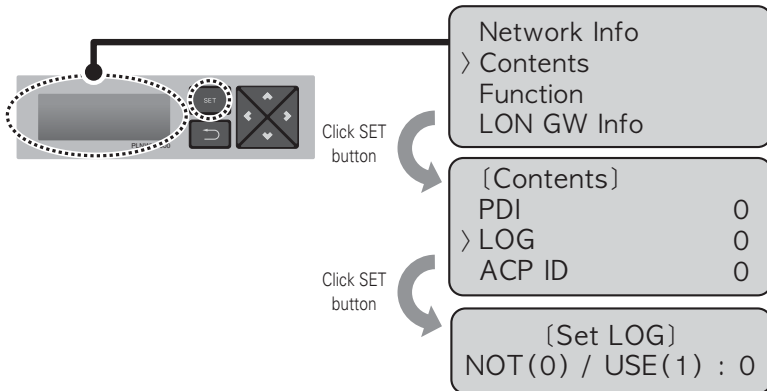 Network Info
〉Contents
Function
LON GW Info
SET
Click SET
button
〔Contents〕
PDI 0
〉LOG 0
ACP ID 0
Click SET
button
〔Set LOG〕
NOT(0) / USE(1) : 0